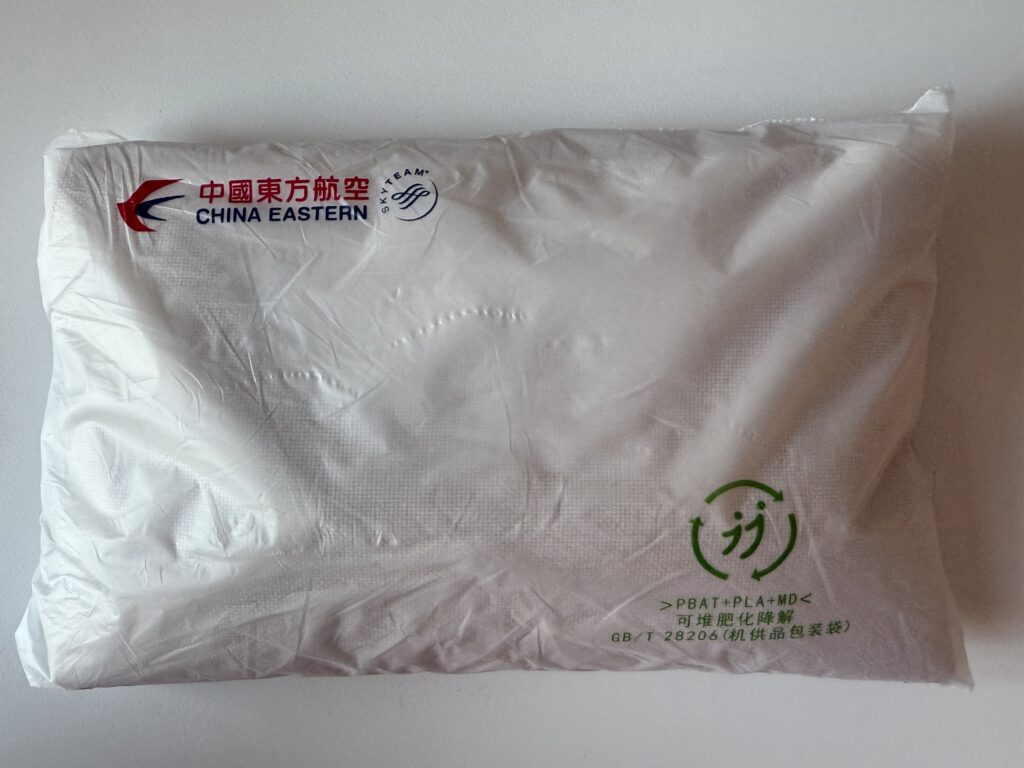 中國東方航空
CHINA EASTERN
SKYTEAM
>PBAT+PLA+MD<
可堆肥化降解
GB/T 28206(机供品包装袋)